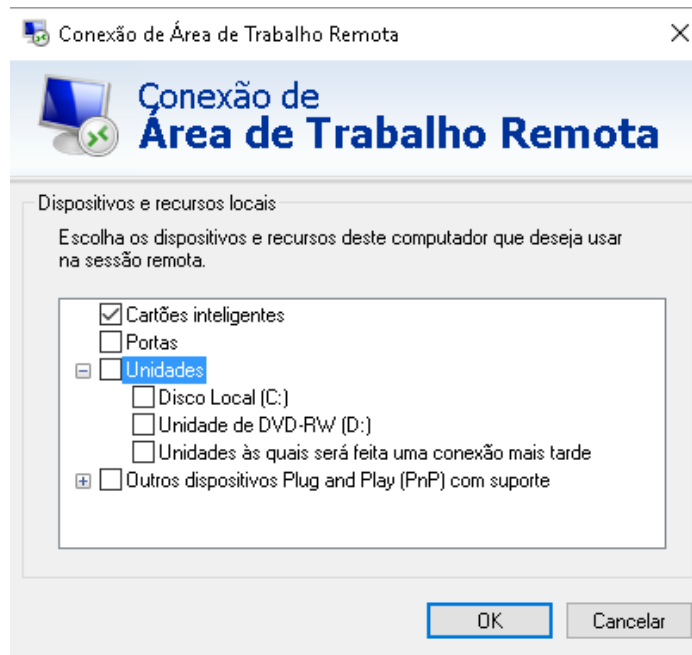 Conexão de Área de Trabalho Remota
Conexão de
Área de Trabalho Remota
Dispositivos e recursos locais
Escolha os dispositivos e recursos deste computador que deseja usar
na sessão remota.
Cartões inteligentes
Portas
Unidades
Disco Local (C:)
Unidade de DVD-RW (D:)
Unidades às quais será feita uma conexão mais tarde
Outros dispositivos Plug and Play (PnP) com suporte
OK
Cancelar